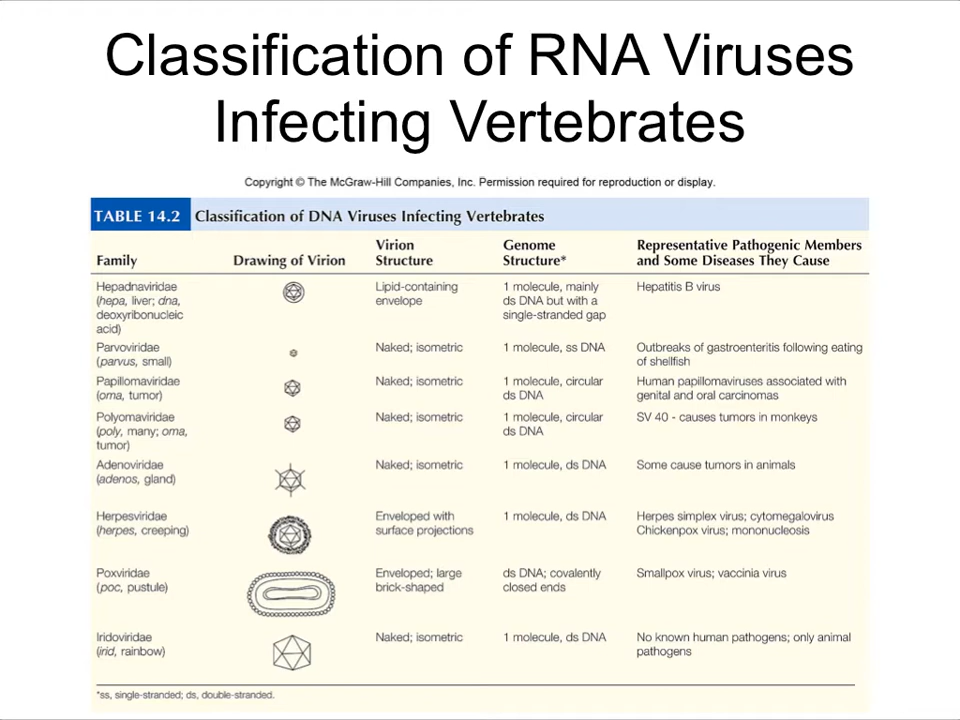 Classification of RNA Viruses
Infecting Vertebrates
Copyright © The McGraw-Hill Companies, Inc. Permission required for reproduction or display.
TABLE 14.2 Classification of DNA Viruses Infecting Vertebrates
Family
Drawing of Virion
Virion
Structure
Genome
Structure*
Representative Pathogenic Members
and Some Diseases They Cause
Hepadnaviridae
(hepa, liver; dna,
deoxyribonucleic
acid)
Lipid-containing
envelope
1 molecule, mainly
ds DNA but with a
single-stranded gap
Hepatitis B virus
Parvoviridae
(parvus, small)
Naked; isometric
1 molecule, ss DNA
Outbreaks of gastroenteritis following eating
of shellfish
Papillomaviridae
(oma, tumor)
Naked; isometric
1 molecule, circular
ds DNA
Human papillomaviruses associated with
genital and oral carcinomas
Polyomaviridae
(poly, many; oma,
tumor)
Naked; isometric
1 molecule, circular
ds DNA
SV 40 - causes tumors in monkeys
Adenoviridae
(adenos, gland)
Naked; isometric
1 molecule, ds DNA
Some cause tumors in animals
Herpesviridae
(herpes, creeping)
Enveloped with
surface projections
1 molecule, ds DNA
Herpes simplex virus; cytomegalovirus
Chickenpox virus; mononucleosis
Poxviridae
(poc, pustule)
Enveloped; large
brick-shaped
ds DNA; covalently
closed ends
Smallpox virus; vaccinia virus
Iridoviridae
(irid, rainbow)
Naked; isometric
1 molecule, ds DNA
No known human pathogens; only animal
pathogens
*ss, single-stranded; ds, double-stranded.